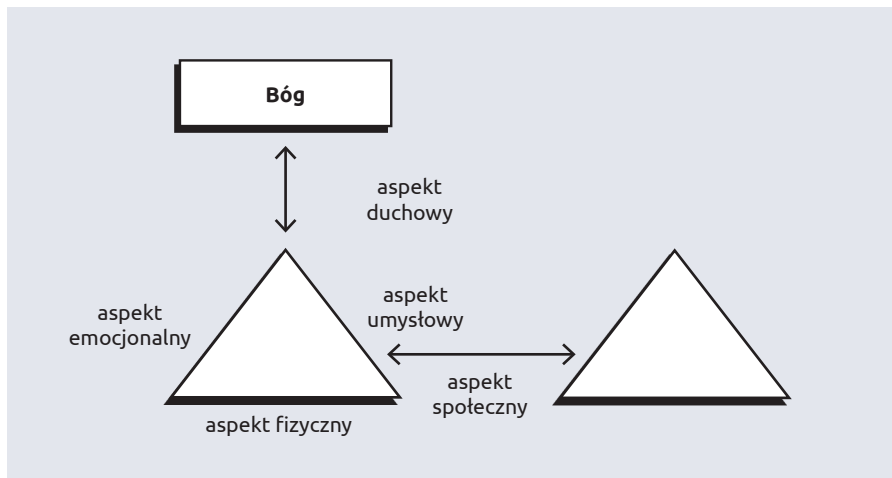 Bóg
aspekt
duchowy
aspekt
emocjonalny
aspekt
umysłowy
aspekt
społeczny
aspekt fizyczny